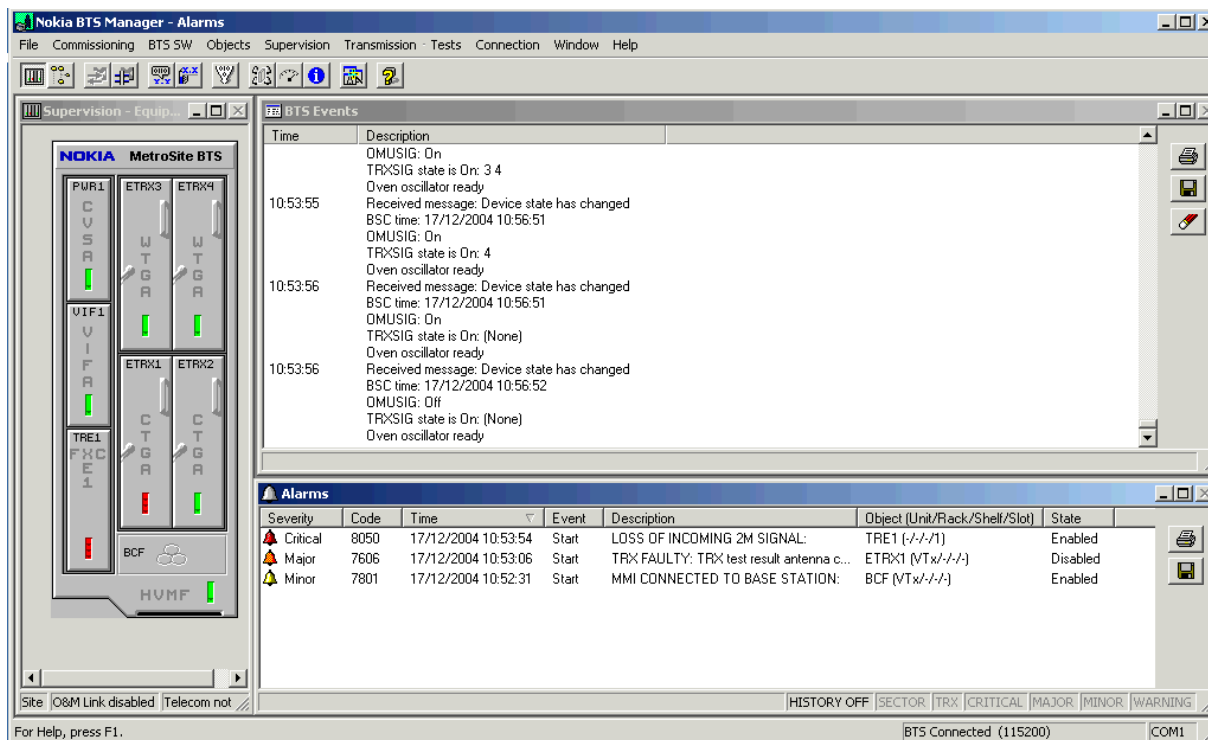 Nokia BTS Manager - Alarms
File Commissioning BTS SW Objects Supervision Transmission Tests Connection Window Help
Supervision - Equip...
NOKIA MetroSite BTS
PWR1 ETRX3 ETRX4
CVSA
WTGA WTGA
VIF1
VIFA
ETRX1 ETRX2
CTGA CTGA
TRE1
FXC
E
1
BCF
HVMF
Site O&M Link disabled Telecom not
BTS Events
Time Description
OMUSIG: On
TRXSIG state is On: 3 4
Oven oscillator ready
10:53:55 Received message: Device state has changed
BSC time: 17/12/2004 10:56:51
OMUSIG: On
TRXSIG state is On: 4
Oven oscillator ready
10:53:56 Received message: Device state has changed
BSC time: 17/12/2004 10:56:51
OMUSIG: On
TRXSIG state is On: (None)
Oven oscillator ready
10:53:56 Received message: Device state has changed
BSC time: 17/12/2004 10:56:52
OMUSIG: Off
TRXSIG state is On: (None)
Oven oscillator ready
Alarms
Severity Code Time Event Description Object (Unit/Rack/Shelf/Slot) State
Critical 8050 17/12/2004 10:53:54 Start LOSS OF INCOMING 2M SIGNAL: TRE1 (-/-/-/1) Enabled
Major 7606 17/12/2004 10:53:06 Start TRX FAULTY: TRX test result antenna c... ETRX1 (VTx/-/-/-) Disabled
Minor 7801 17/12/2004 10:52:31 Start MMI CONNECTED TO BASE STATION: BCF (VTx/-/-/-) Enabled
HISTORY OFF SECTOR TRX CRITICAL MAJOR MINOR WARNING
For Help, press F1. BTS Connected (115200) COM1